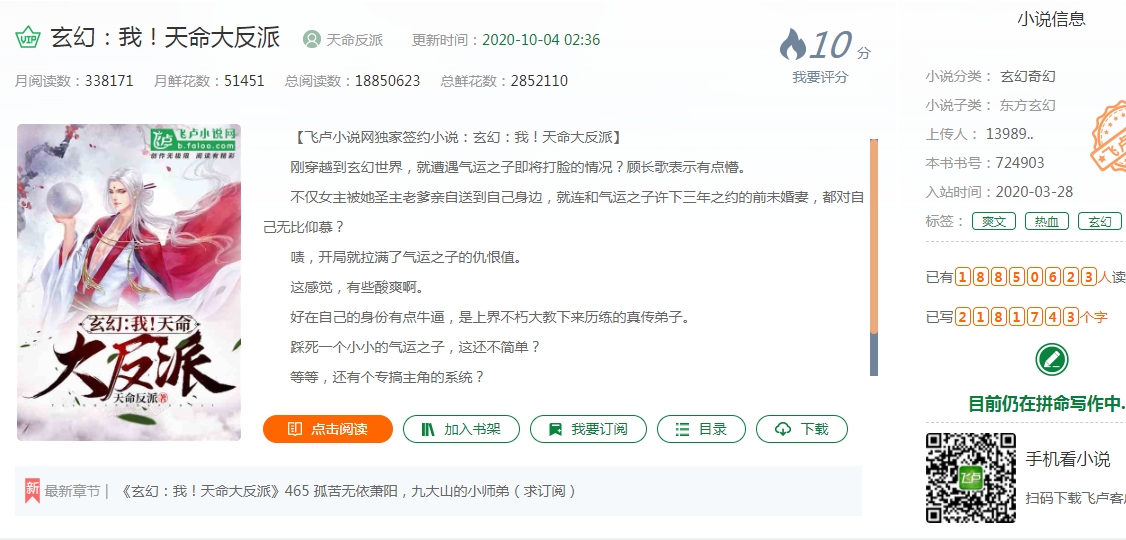 玄幻：我！天命大反派 天命反派 更新时间：2020-10-04 02:36
10 分
我要评分
月阅读数：338171 月鲜花数：51451 总阅读数：18850623 总鲜花数：2852110
飞卢小说网
b.faloo.com
创作无极限 阅读有精彩
玄幻:我!天命
大反派
天命反派 著
【飞卢小说网独家签约小说：玄幻：我！天命大反派】
刚穿越到玄幻世界，就遭遇气运之子即将打脸的情况？顾长歌表示有点懵。
不仅女主被她圣主老爹亲自送到自己身边，就连和气运之子许下三年之约的前未婚妻，都对自
己无比仰慕？
啧，开局就拉满了气运之子的仇恨值。
这感觉，有些酸爽啊。
好在自己的身份有点牛逼，是上界不朽大教下来历练的真传弟子。
踩死一个小小的气运之子，这还不简单？
等等，还有个专搞主角的系统？
点击阅读 加入书架 我要订阅 目录 下载
新 最新章节 | 《玄幻：我！天命大反派》465 孤苦无依萧阳，九大山的小师弟（求订阅）
小说信息
小说分类： 玄幻奇幻
小说子类： 东方玄幻
上传人： 13989..
本书书号：724903
入站时间：2020-03-28
标签： 爽文 热血 玄幻
已有18850623人读
已写2181743个字
目前仍在拼命写作中.
飞卢
手机看小说
扫码下载飞卢客